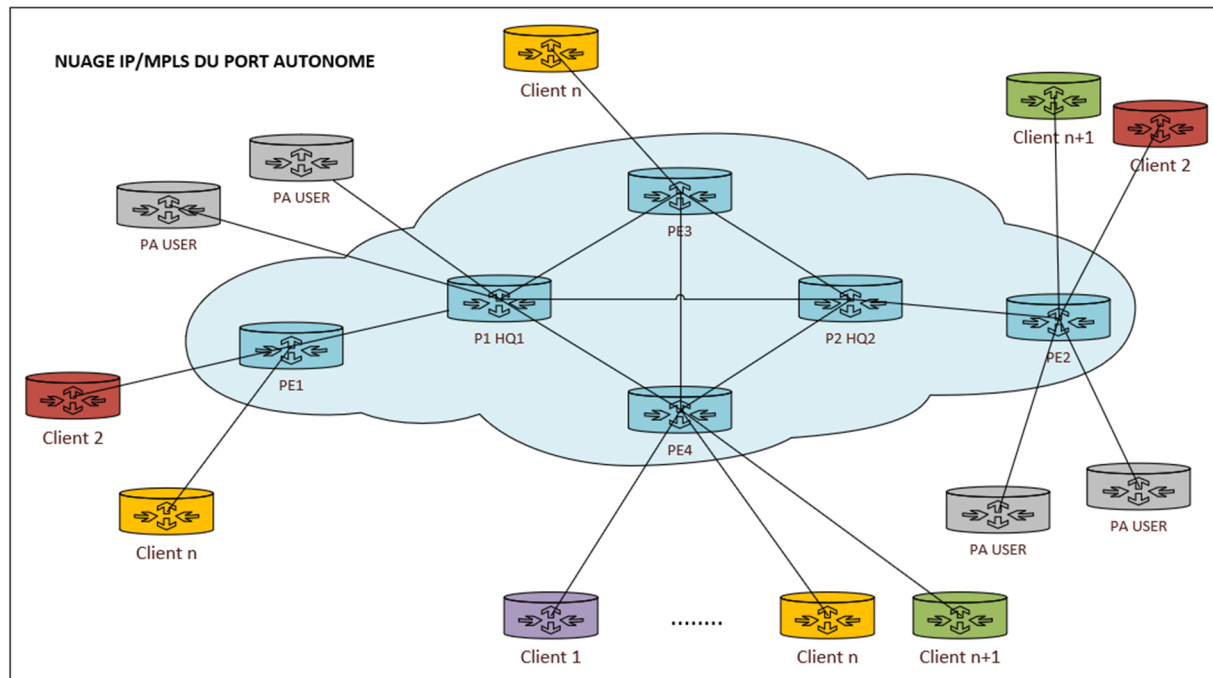 NUAGE IP/MPLS DU PORT AUTONOME
Client n
Client n+1
Client 2
PA USER
PA USER
PE3
P1 HQ1
P2 HQ2
PE1
PE2
Client 2
PE4
Client n
PA USER
PA USER
Client 1
........
Client n
Client n+1